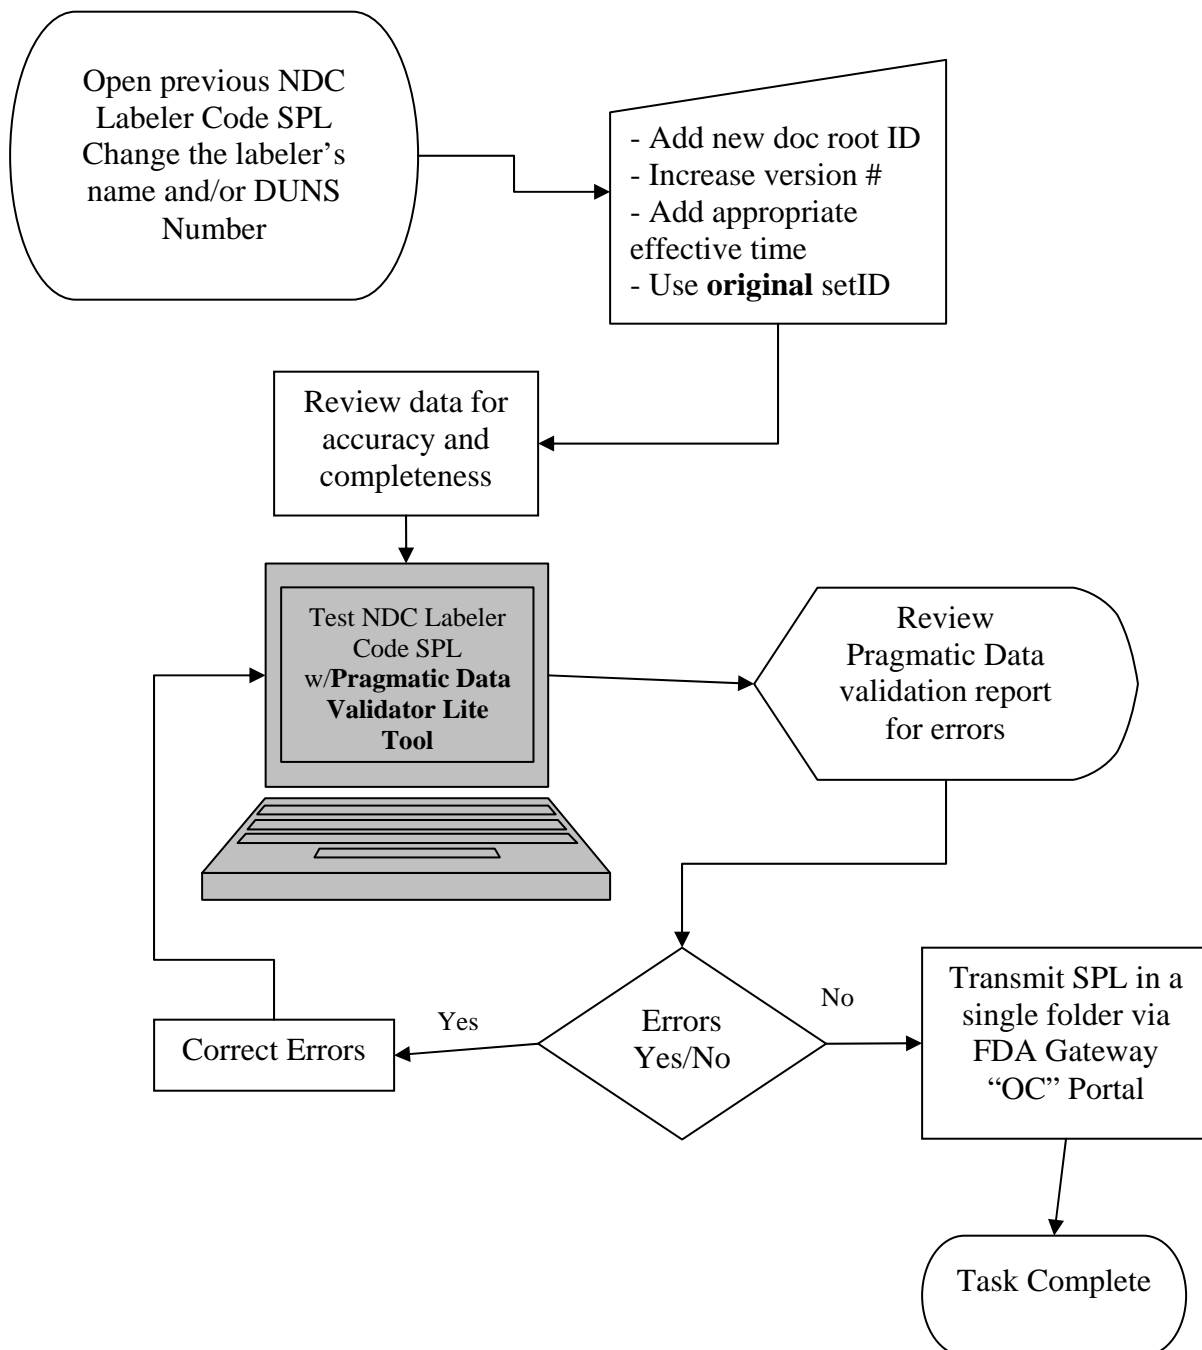 Open previous NDC
Labeler Code SPL
Change the labeler’s
name and/or DUNS
Number
- Add new doc root ID
- Increase version #
- Add appropriate
effective time
- Use original setID
Review data for
accuracy and
completeness
Test NDC Labeler
Code SPL
w/Pragmatic Data
Validator Lite
Tool
Review
Pragmatic Data
validation report
for errors
Errors
Yes/No
Yes
No
Correct Errors
Transmit SPL in a
single folder via
FDA Gateway
“OC” Portal
Task Complete